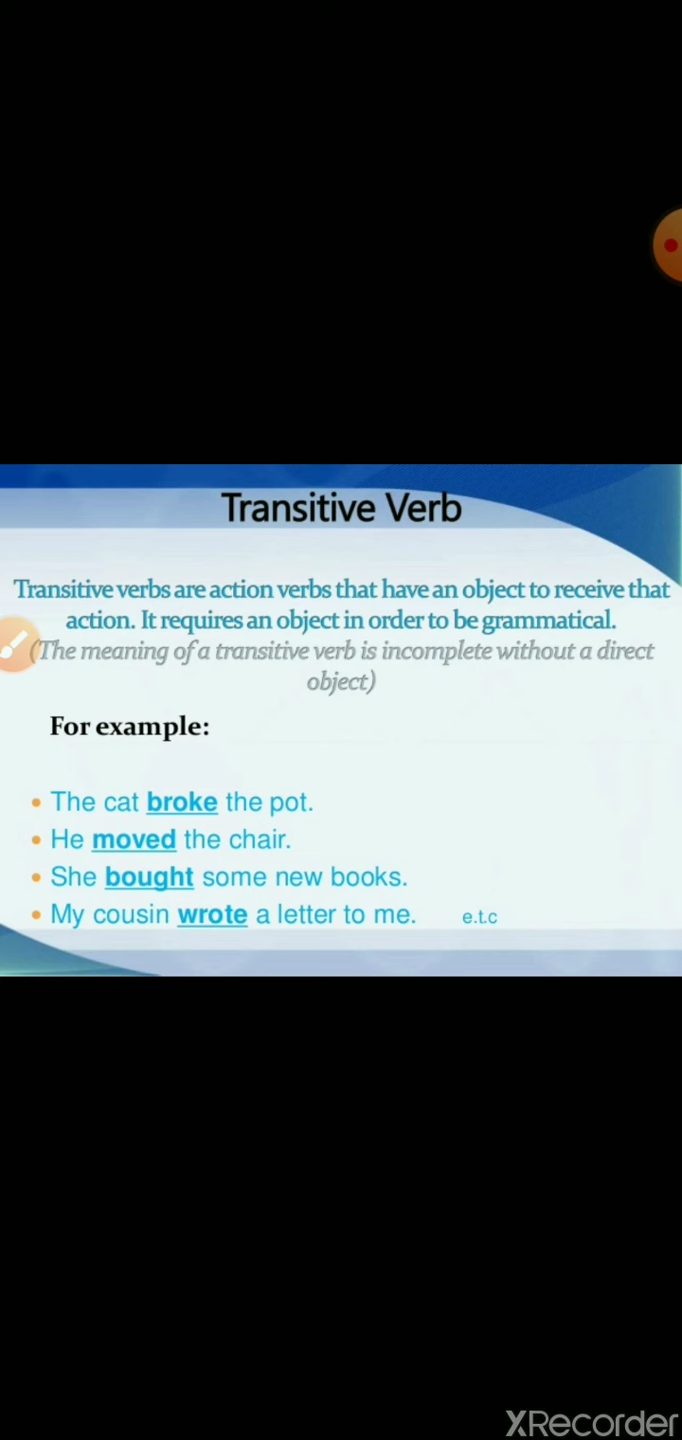 Transitive Verb
Transitive verbs are action verbs that have an object to receive that
action. It requires an object in order to be grammatical.
(The meaning of a transitive verb is incomplete without a direct
object)
For example:
• The cat broke the pot.
• He moved the chair.
• She bought some new books.
• My cousin wrote a letter to me. e.t.c
XRecorder